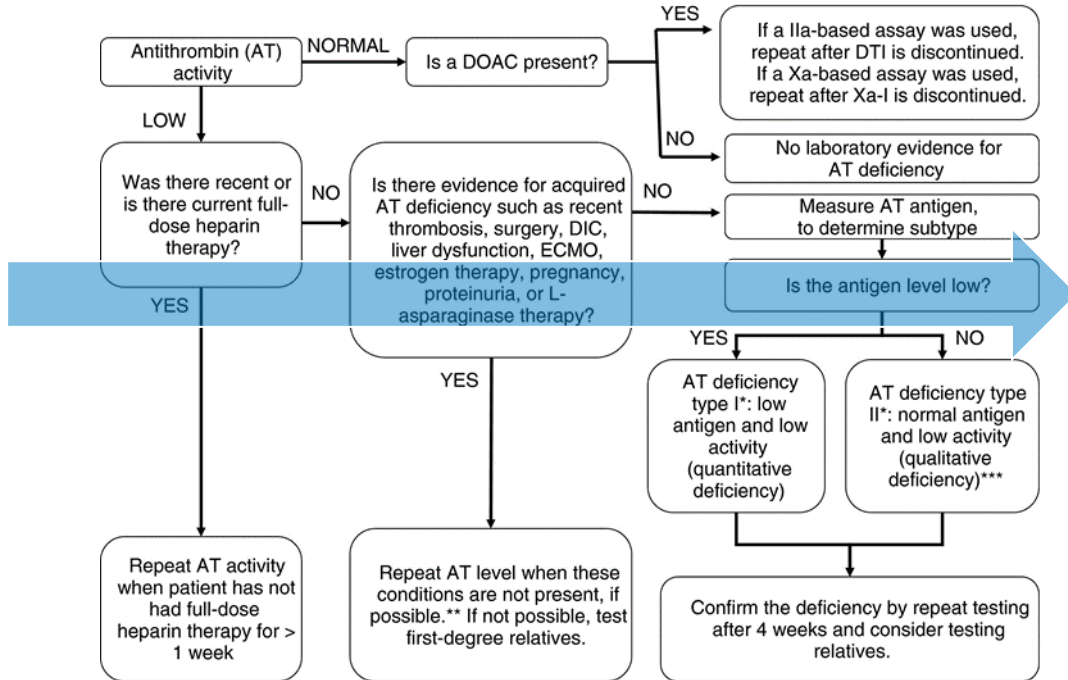 Antithrombin (AT)
activity
NORMAL
Is a DOAC present?
YES
If a IIa-based assay was used,
repeat after DTI is discontinued.
If a Xa-based assay was used,
repeat after Xa-I is discontinued.
NO
No laboratory evidence for
AT deficiency
LOW
Was there recent or
is there current full-
dose heparin
therapy?
NO
Is there evidence for acquired
AT deficiency such as recent
thrombosis, surgery, DIC,
liver dysfunction, ECMO,
estrogen therapy, pregnancy,
proteinuria, or L-
asparaginase therapy?
NO
Measure AT antigen,
to determine subtype
Is the antigen level low?
YES
YES
YES
NO
AT deficiency
type I*: low
antigen and low
activity
(quantitative
deficiency)
AT deficiency type
II*: normal antigen
and low activity
(qualitative
deficiency)***
Repeat AT activity
when patient has not
had full-dose
heparin therapy for >
1 week
Repeat AT level when these
conditions are not present, if
possible.** If not possible, test
first-degree relatives.
Confirm the deficiency by repeat testing
after 4 weeks and consider testing
relatives.